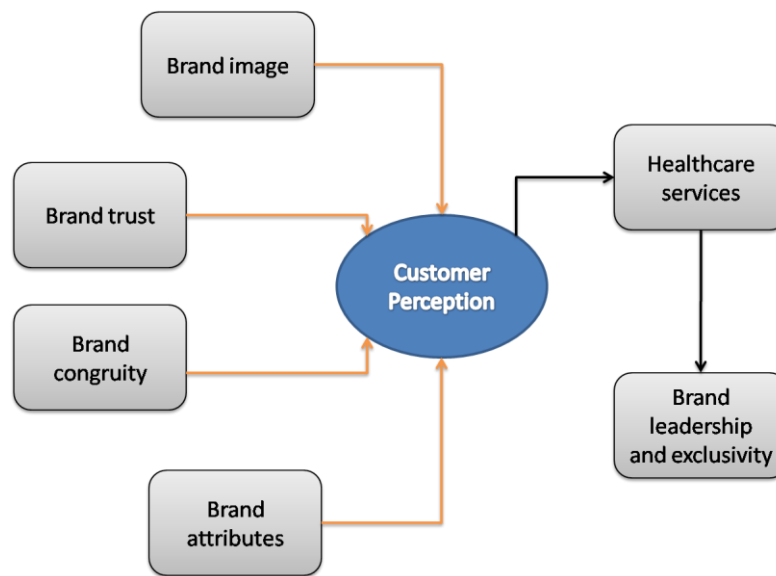 Brand image
Brand trust
Brand
congruity
Brand
attributes
Customer
Perception
Healthcare
services
Brand
leadership
and exclusivity